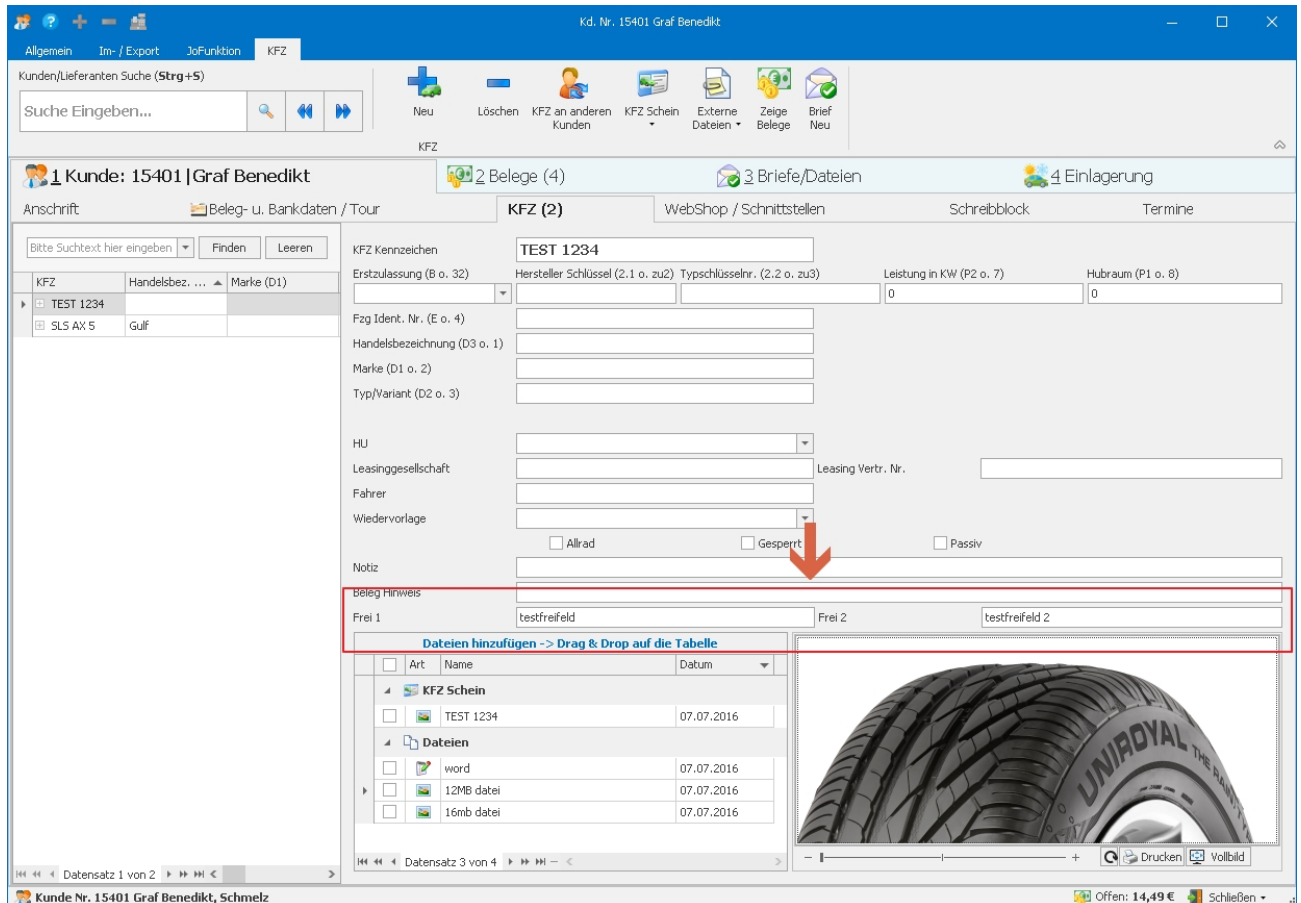 Kd. Nr. 15401 Graf Benedikt
Allgemein Im- / Export JoFunktion KFZ
Kunden/Lieferanten Suche (Strg+S)
Suche Eingeben...
Neu Löschen KFZ an anderen Kunden KFZ Schein Externe Dateien Zeige Belege Brief Neu
KFZ
1 Kunde: 15401|Graf Benedikt 2 Belege (4) 3 Briefe/Dateien 4 Einlagerung
Anschrift Beleg- u. Bankdaten / Tour KFZ (2) WebShop / Schnittstellen Schreibblock Termine
Bitte Suchtext hier eingeben Finden Leeren
KFZ Handelsbez. ... Marke (D1)
TEST 1234
SLS AX 5 Gulf
Datensatz 1 von 2
KFZ Kennzeichen TEST 1234
Erstzulassung (B o. 32) Hersteller Schlüssel (2.1 o. zu2) Typschlüsselnr. (2.2 o. zu3) Leistung in KW (P2 o. 7) Hubraum (P1 o. 8)
0 0
Fzg Ident. Nr. (E o. 4)
Handelsbezeichnung (D3 o. 1)
Marke (D1 o. 2)
Typ/Variant (D2 o. 3)
HU
Leasinggesellschaft Leasing Vertr. Nr.
Fahrer
Wiedervorlage
Allrad Gesperrt Passiv
Notiz
Beleg Hinweis
Frei 1 testfreifeld Frei 2 testfreifeld 2
Dateien hinzufügen -> Drag & Drop auf die Tabelle
Art Name Datum
KFZ Schein
TEST 1234 07.07.2016
Dateien
word 07.07.2016
12MB datei 07.07.2016
16mb datei 07.07.2016
Datensatz 3 von 4
UNIROYAL THE RAIN
Drucken Vollbild
Kunde Nr. 15401 Graf Benedikt, Schmelz Offen: 14,49 € Schließen